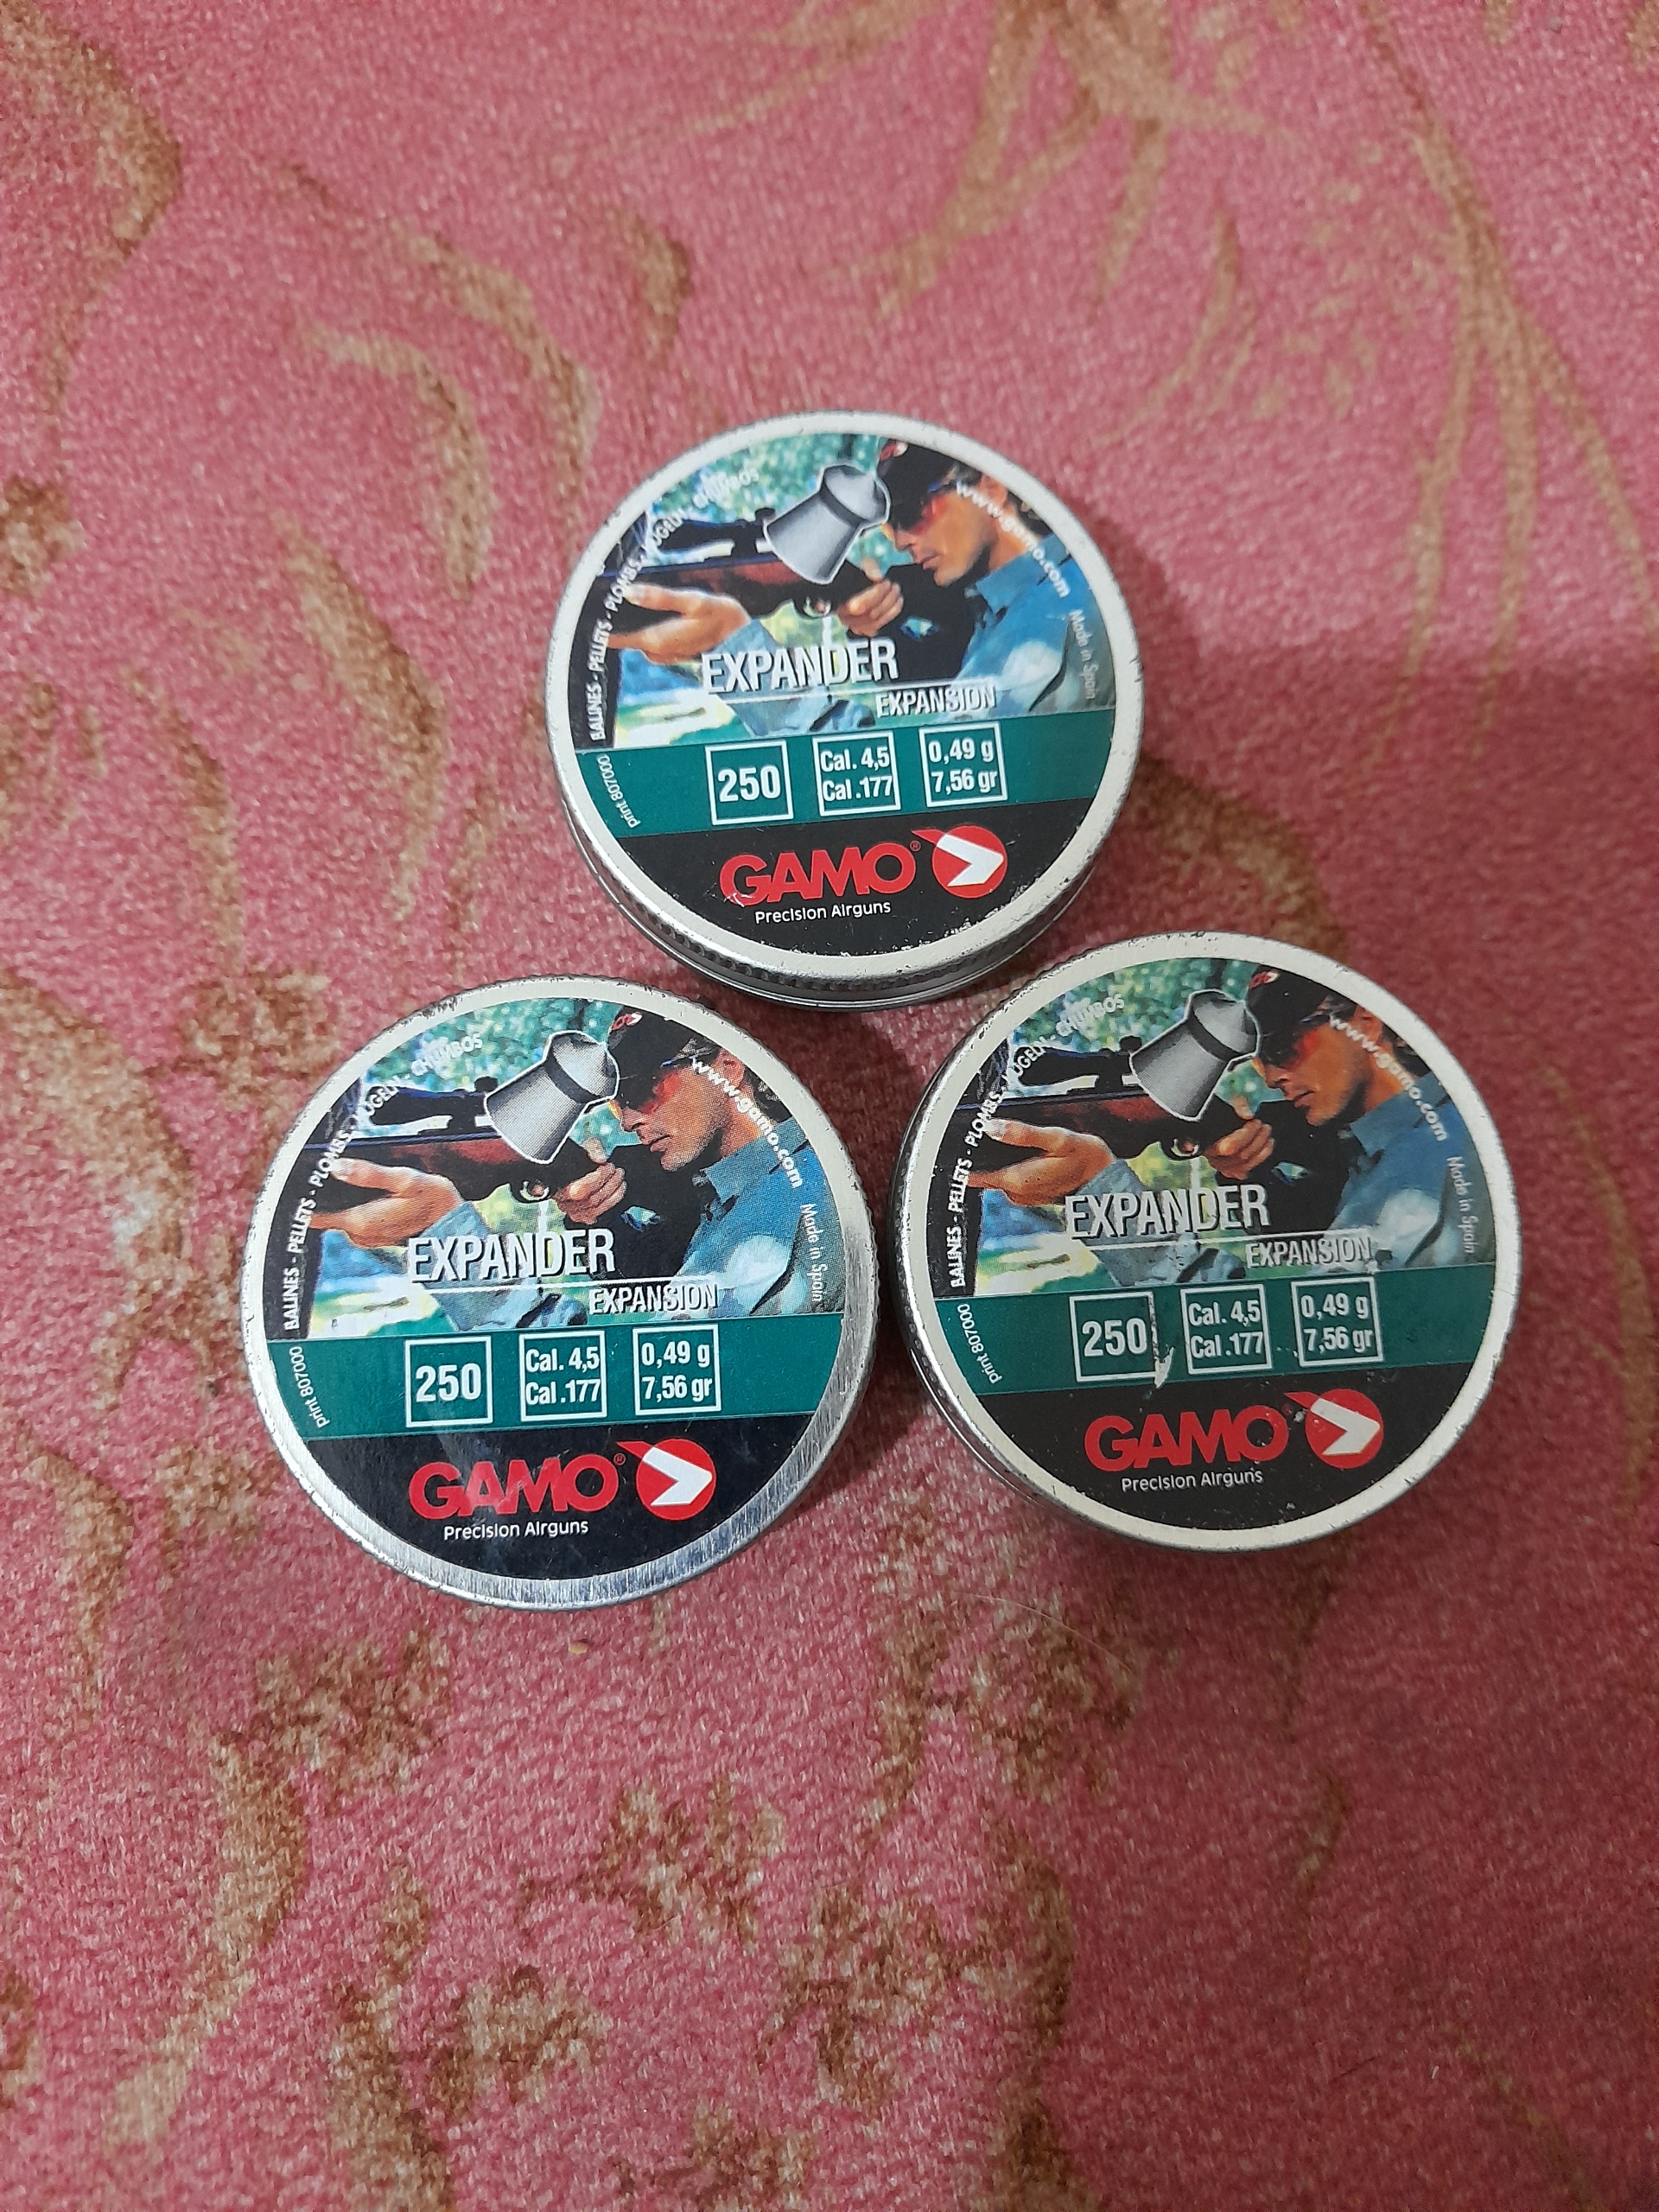 BALINES - PELLETS - PLOMBS - KUGELN - CHUMBOS
www.gamo.com
Made in Spain
EXPANDER
EXPANSION
250
Cal. 4,5
Cal .177
0,49 g
7,56 gr
print 807000
GAMO®
Precision Airguns
BALINES - PELLETS - PLOMBS - KUGELN - CHUMBOS
www.gamo.com
Made in Spain
EXPANDER
EXPANSION
250
Cal. 4,5
Cal .177
0,49 g
7,56 gr
print 807000
GAMO®
Precision Airguns
BALINES - PELLETS - PLOMBS - KUGELN - CHUMBOS
www.gamo.com
Made in Spain
EXPANDER
EXPANSION
250
Cal. 4,5
Cal .177
0,49 g
7,56 gr
print 807000
GAMO®
Precision Airguns